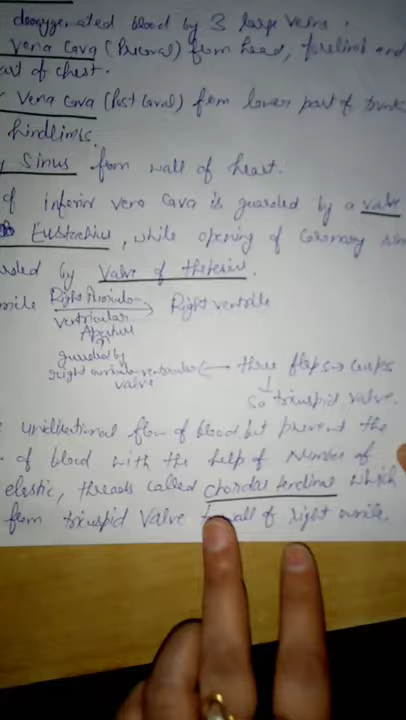 deoxygenated blood by 3 large veins.
Vena Cava (Precaval) from head, forelimb and
part of chest.
Vena Cava (Post Caval) from lower part of trunk
hindlimbs.
Sinus from wall of heart.
of inferior vena cava is guarded by a valve
Eustachius, while opening of Coronary sin
guarded by Valve of thebesius.
Right Auriculo Right ventricle
ventricular
Aperture
guarded by
right auriculo ventricular three flaps → cusps
valve
so tricuspid valve.
unidirectional flow of blood but prevent the
of blood with the help of number of
elastic, threads called chordae tendinae which
from tricuspid valve to wall of right auricle.